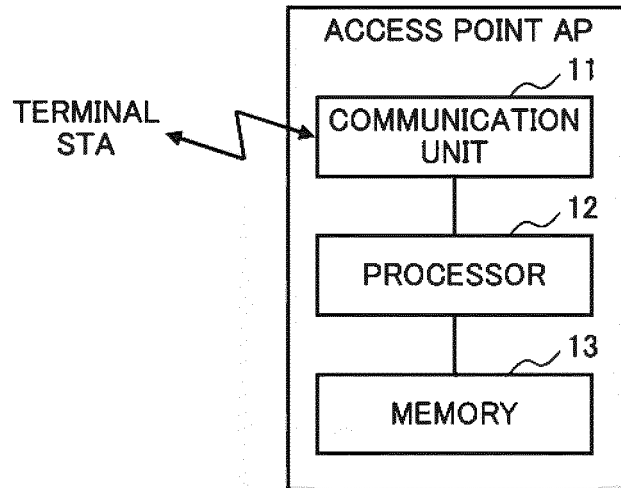 ACCESS POINT AP
11
TERMINAL
STA
COMMUNICATION
UNIT
12
PROCESSOR
13
MEMORY